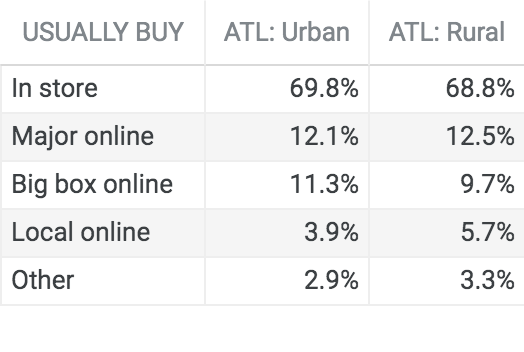 USUALLY BUY ATL: Urban ATL: Rural
In store 69.8% 68.8%
Major online 12.1% 12.5%
Big box online 11.3% 9.7%
Local online 3.9% 5.7%
Other 2.9% 3.3%